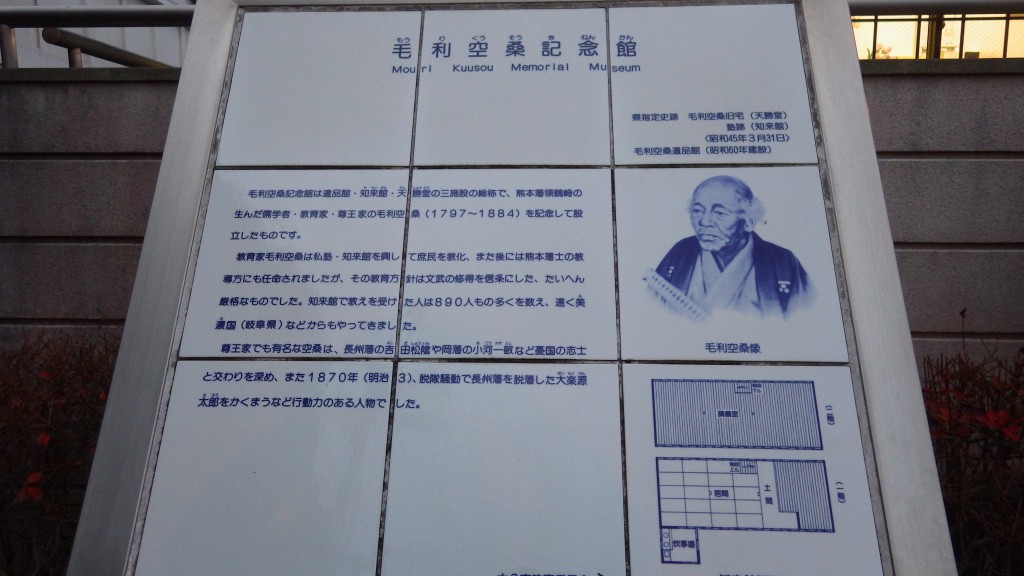 もう り くう そう き ねん かん
毛利空桑記念館
Mouri Kuusou Memorial Museum
県指定史跡 毛利空桑旧宅（天勝堂）
塾跡（知来館）
〈昭和45年3月31日〉
毛利空桑遺品館（昭和60年建設）
毛利空桑記念館は遺品館・知来館・天勝堂の三施設の総称で、熊本藩領鶴崎の
生んだ儒学者・教育家・尊王家の毛利空桑（1797～1884）を記念して設
立したものです。
教育家毛利空桑は私塾・知来館を興して庶民を教化、また後には熊本藩士の教
導方にも任命されましたが、その教育方針は文武の修得を信条にした、たいへん
厳格なものでした。知来館で教えを受けた人は890人もの多くを数え、遠く美
濃国（岐阜県）などからもやってきました。
尊王家でも有名な空桑は、長州藩の吉田松陰や岡藩の小河一敏など憂国の志士
と交わりを深め、また1870年（明治3）、脱隊騒動で長州藩を脱藩した大楽源
太郎をかくまうなど行動力のある人物でした。
毛利空桑像
（二階）
（一階）
居間
土間
炊事場